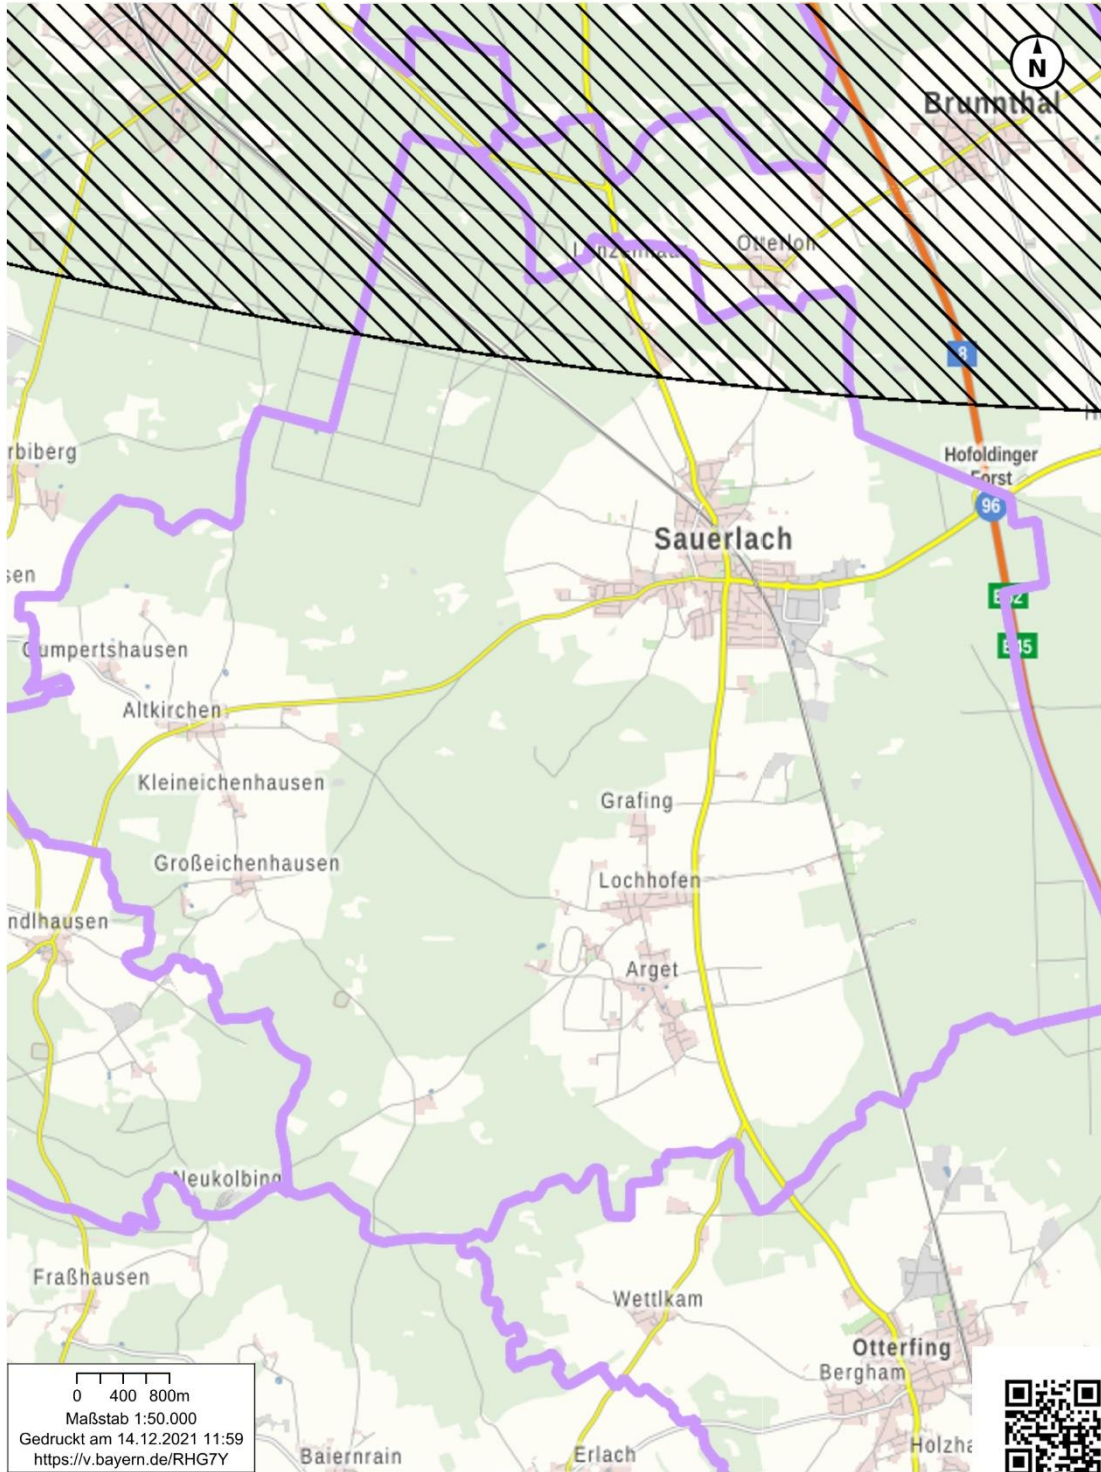 N
Brunnthal
Otterloh
8
Hofoldinger
Forst
96
Sauerlach
E52
E45
Gumpertshausen
Altkirchen
Kleineichenhausen
Grafing
Großeichenhausen
Lochhofen
ndlhausen
Arget
Neukolbing
Fraßhausen
Wettlkam
Otterfing
Bergham
0 400 800m
Maßstab 1:50.000
Gedruckt am 14.12.2021 11:59
https://v.bayern.de/RHG7Y
Baiernrain
Erlach
Holzha
rbiberg
sen